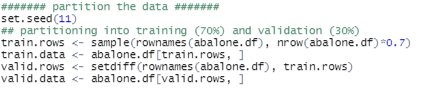 ####### partition the data #######
set.seed(11)
## partitioning into training (70%) and validation (30%)
train.rows <- sample(rownames(abalone.df), nrow(abalone.df)*0.7)
train.data <- abalone.df[train.rows, ]
valid.rows <- setdiff(rownames(abalone.df), train.rows)
valid.data <- abalone.df[valid.rows, ]